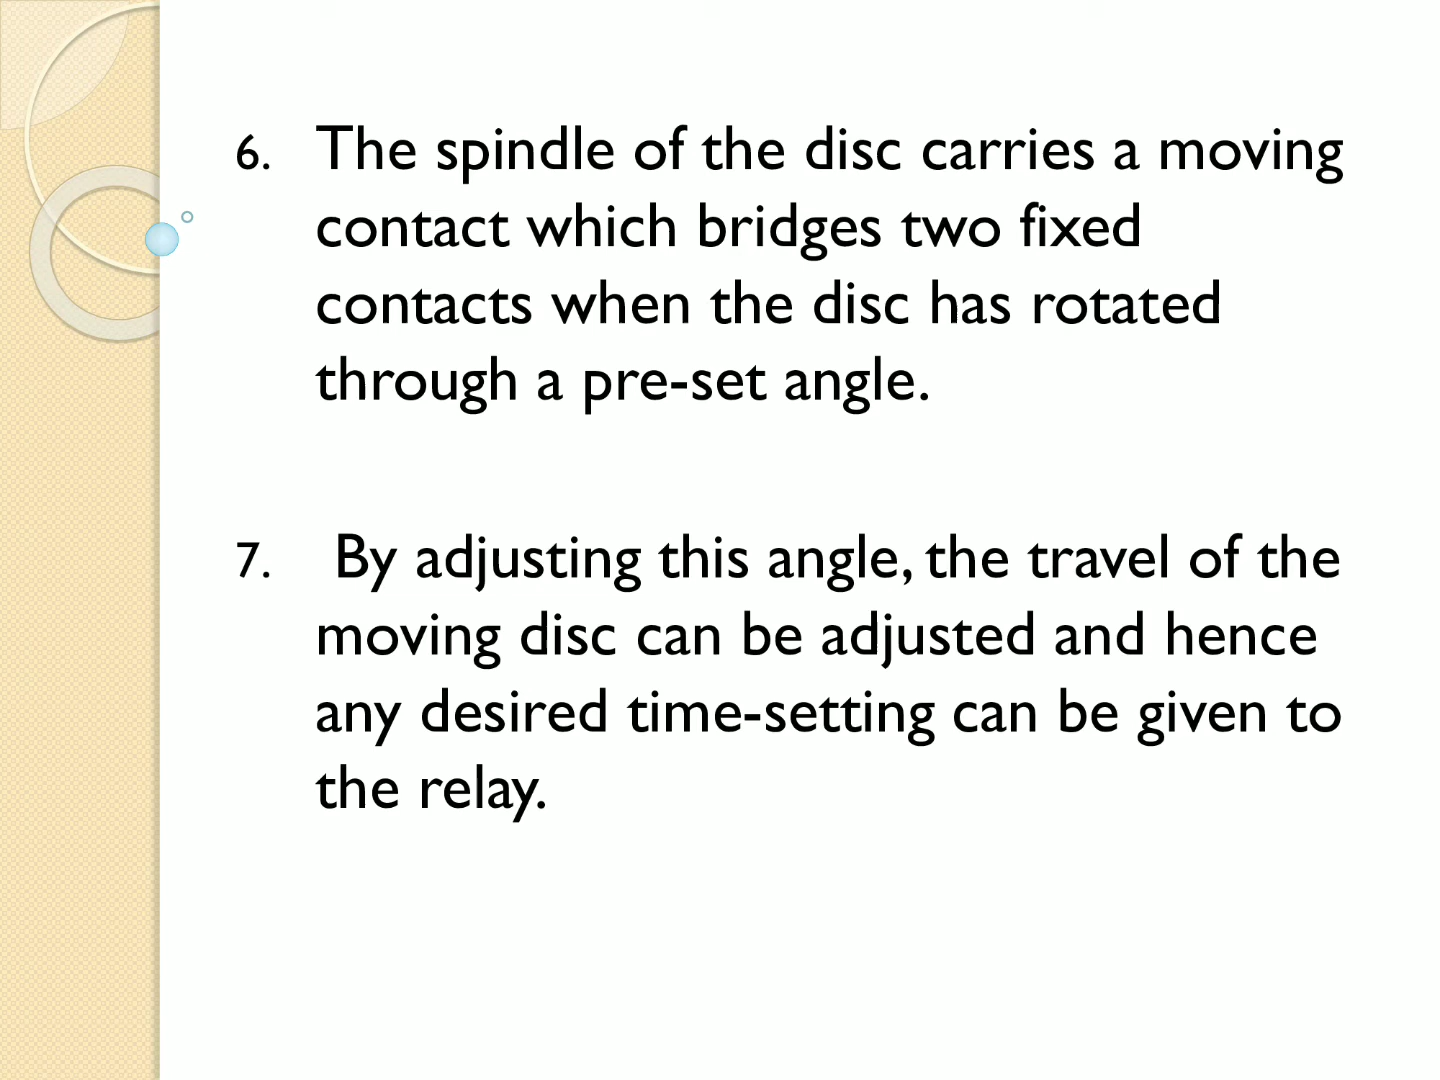 6. The spindle of the disc carries a moving
contact which bridges two fixed
contacts when the disc has rotated
through a pre-set angle.
7. By adjusting this angle, the travel of the
moving disc can be adjusted and hence
any desired time-setting can be given to
the relay.